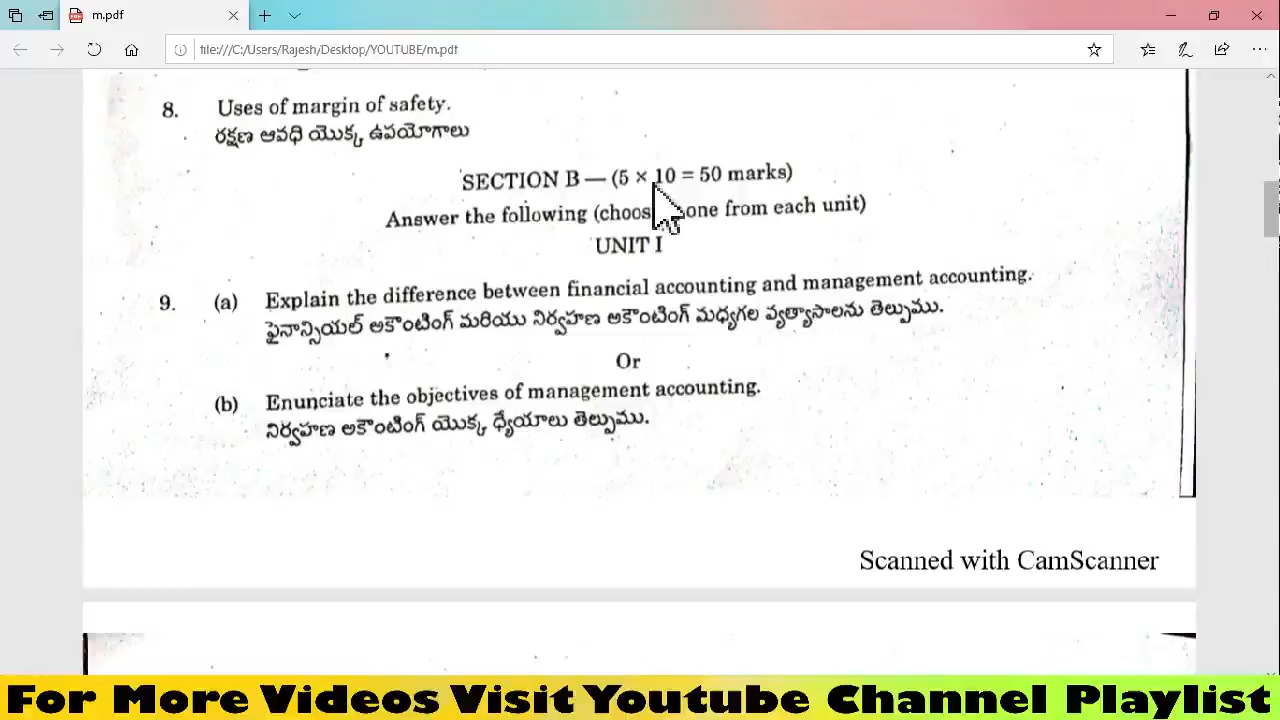 m.pdf
file:///C:/Users/Rajesh/Desktop/YOUTUBE/m.pdf
8. Uses of margin of safety.
రక్షణ ఆవధి యొక్క ఉపయోగాలు
SECTION B — (5 × 10 = 50 marks)
Answer the following (choos one from each unit)
UNIT I
9. (a) Explain the difference between financial accounting and management accounting.
ఫైనాన్సియల్ అకౌంటింగ్ మరియు నిర్వహణ అకౌంటింగ్ మధ్యగల వ్యత్యాసాలను తెల్పుము.
Or
(b) Enunciate the objectives of management accounting.
నిర్వహణ అకౌంటింగ్ యొక్క ధ్యేయాలు తెల్పుము.
Scanned with CamScanner
For More Videos Visit Youtube Channel Playlist